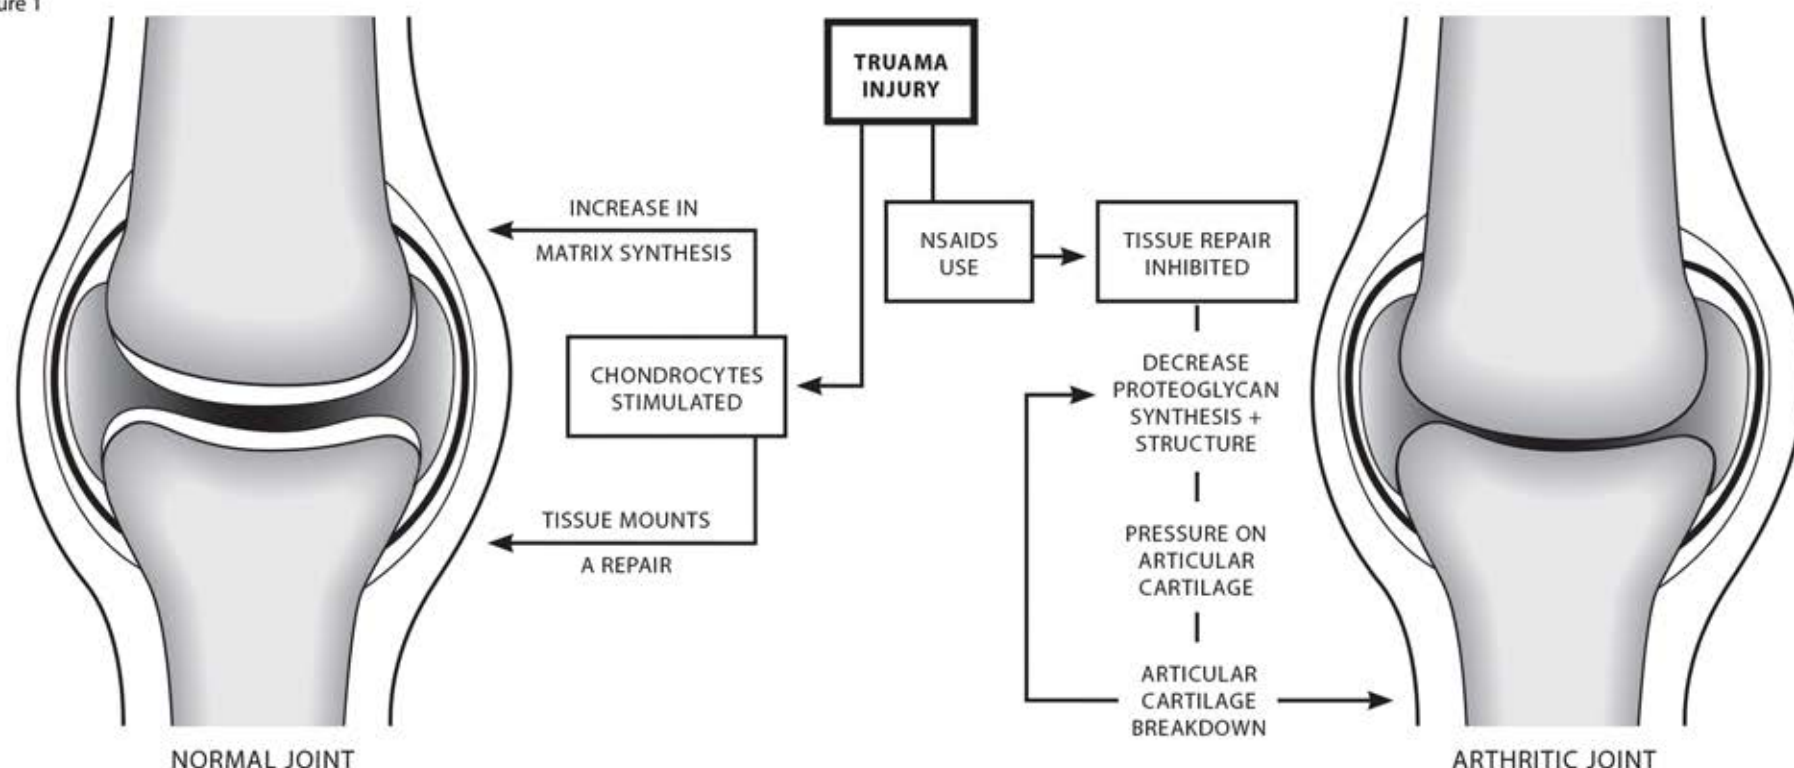 TRUAMA
INJURY
INCREASE IN
MATRIX SYNTHESIS
NSAIDS
USE
TISSUE REPAIR
INHIBITED
CHONDROCYTES
STIMULATED
DECREASE
PROTEOGLYCAN
SYNTHESIS +
STRUCTURE
TISSUE MOUNTS
A REPAIR
PRESSURE ON
ARTICULAR
CARTILAGE
ARTICULAR
CARTILAGE
BREAKDOWN
NORMAL JOINT
ARTHRITIC JOINT